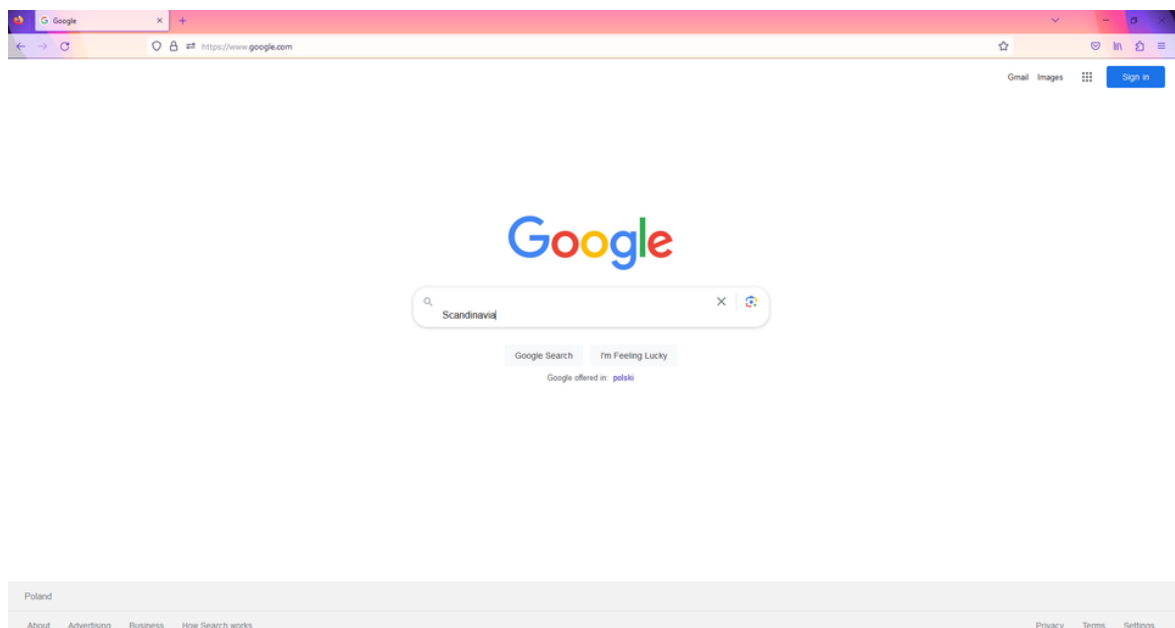 Google
https://www.google.com
Gmail Images Sign in
Google
Scandinavia
Google Search I'm Feeling Lucky
Google offered in: polski
Poland
About Advertising Business How Search works Privacy Terms Settings